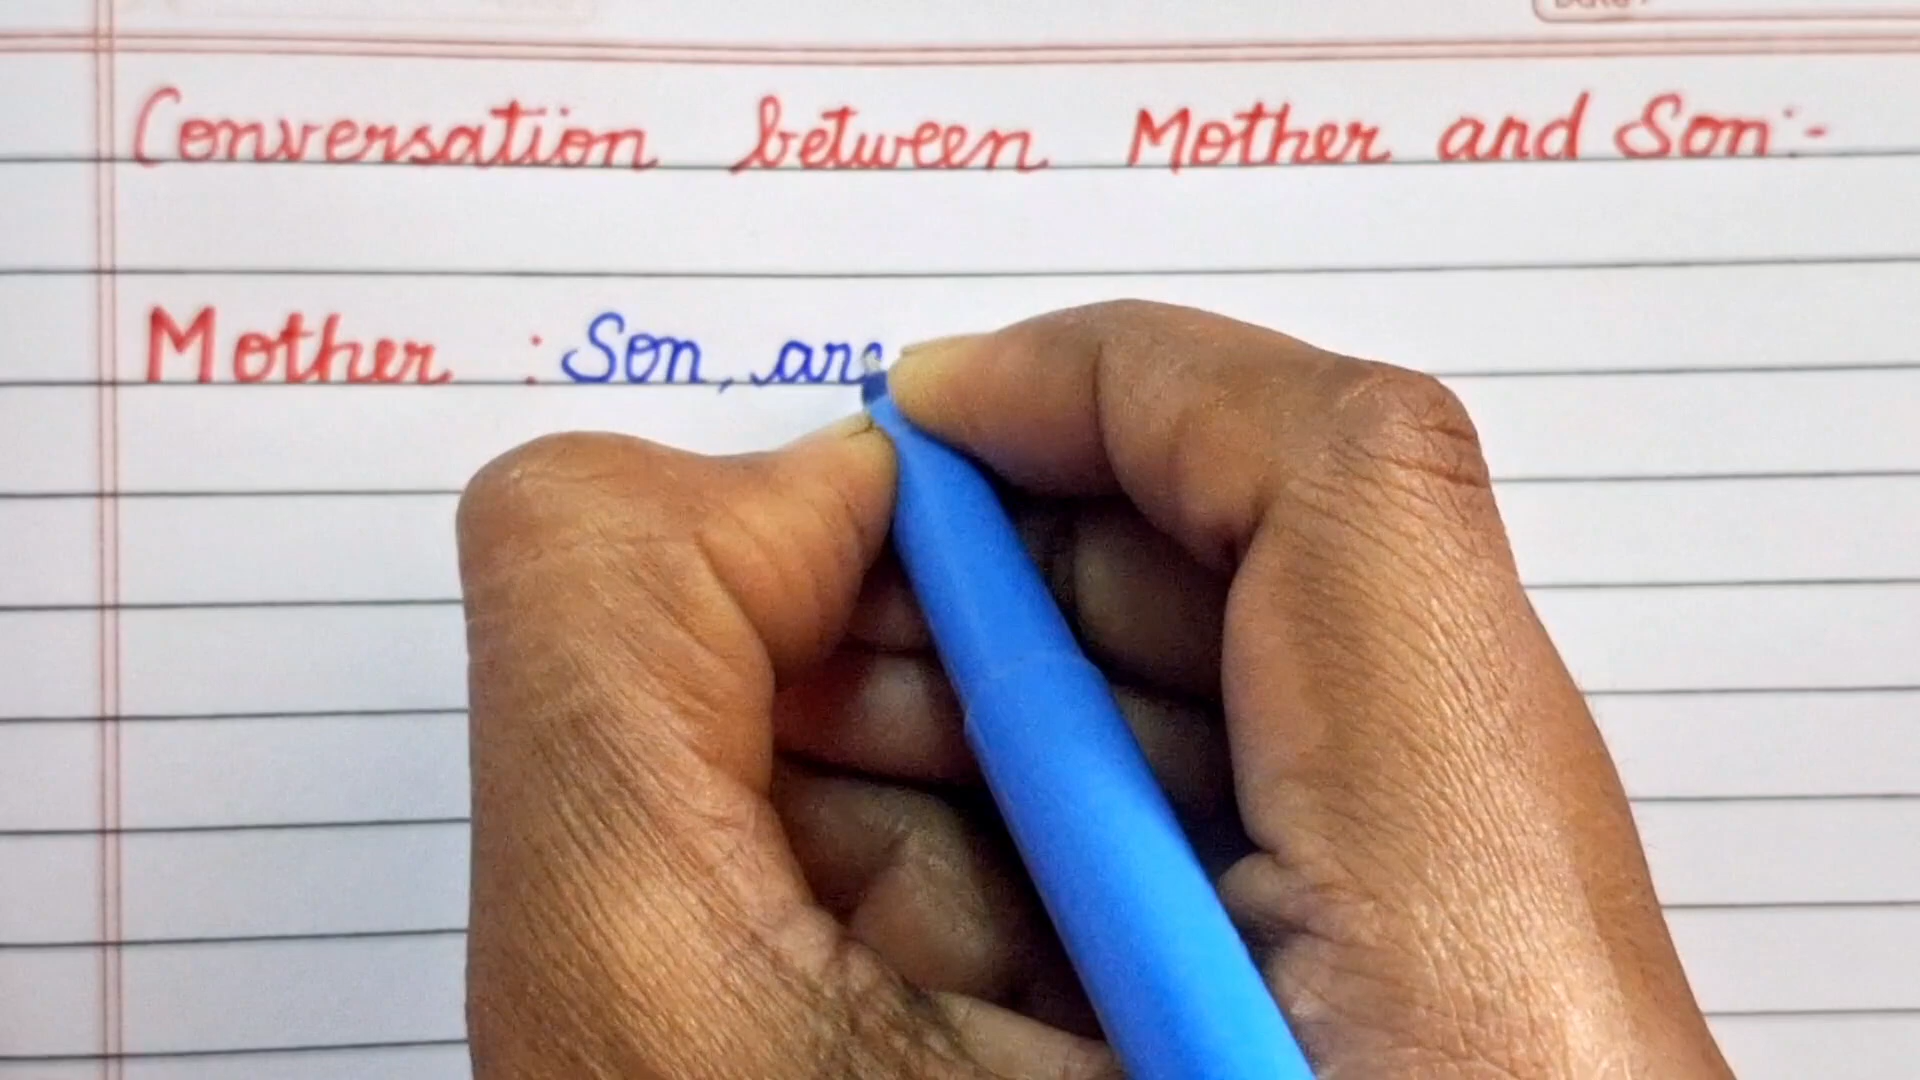 Conversation between Mother and Son:-
Mother : Son, are